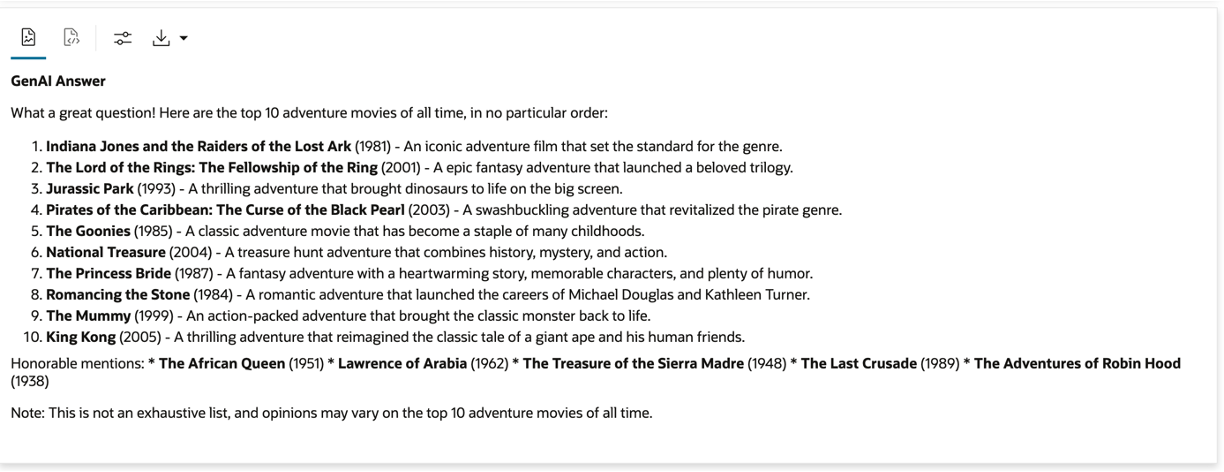 GenAI Answer
What a great question! Here are the top 10 adventure movies of all time, in no particular order:
1. Indiana Jones and the Raiders of the Lost Ark (1981) - An iconic adventure film that set the standard for the genre.
2. The Lord of the Rings: The Fellowship of the Ring (2001) - A epic fantasy adventure that launched a beloved trilogy.
3. Jurassic Park (1993) - A thrilling adventure that brought dinosaurs to life on the big screen.
4. Pirates of the Caribbean: The Curse of the Black Pearl (2003) - A swashbuckling adventure that revitalized the pirate genre.
5. The Goonies (1985) - A classic adventure movie that has become a staple of many childhoods.
6. National Treasure (2004) - A treasure hunt adventure that combines history, mystery, and action.
7. The Princess Bride (1987) - A fantasy adventure with a heartwarming story, memorable characters, and plenty of humor.
8. Romancing the Stone (1984) - A romantic adventure that launched the careers of Michael Douglas and Kathleen Turner.
9. The Mummy (1999) - An action-packed adventure that brought the classic monster back to life.
10. King Kong (2005) - A thrilling adventure that reimagined the classic tale of a giant ape and his human friends.
Honorable mentions: * The African Queen (1951) * Lawrence of Arabia (1962) * The Treasure of the Sierra Madre (1948) * The Last Crusade (1989) * The Adventures of Robin Hood
(1938)
Note: This is not an exhaustive list, and opinions may vary on the top 10 adventure movies of all time.